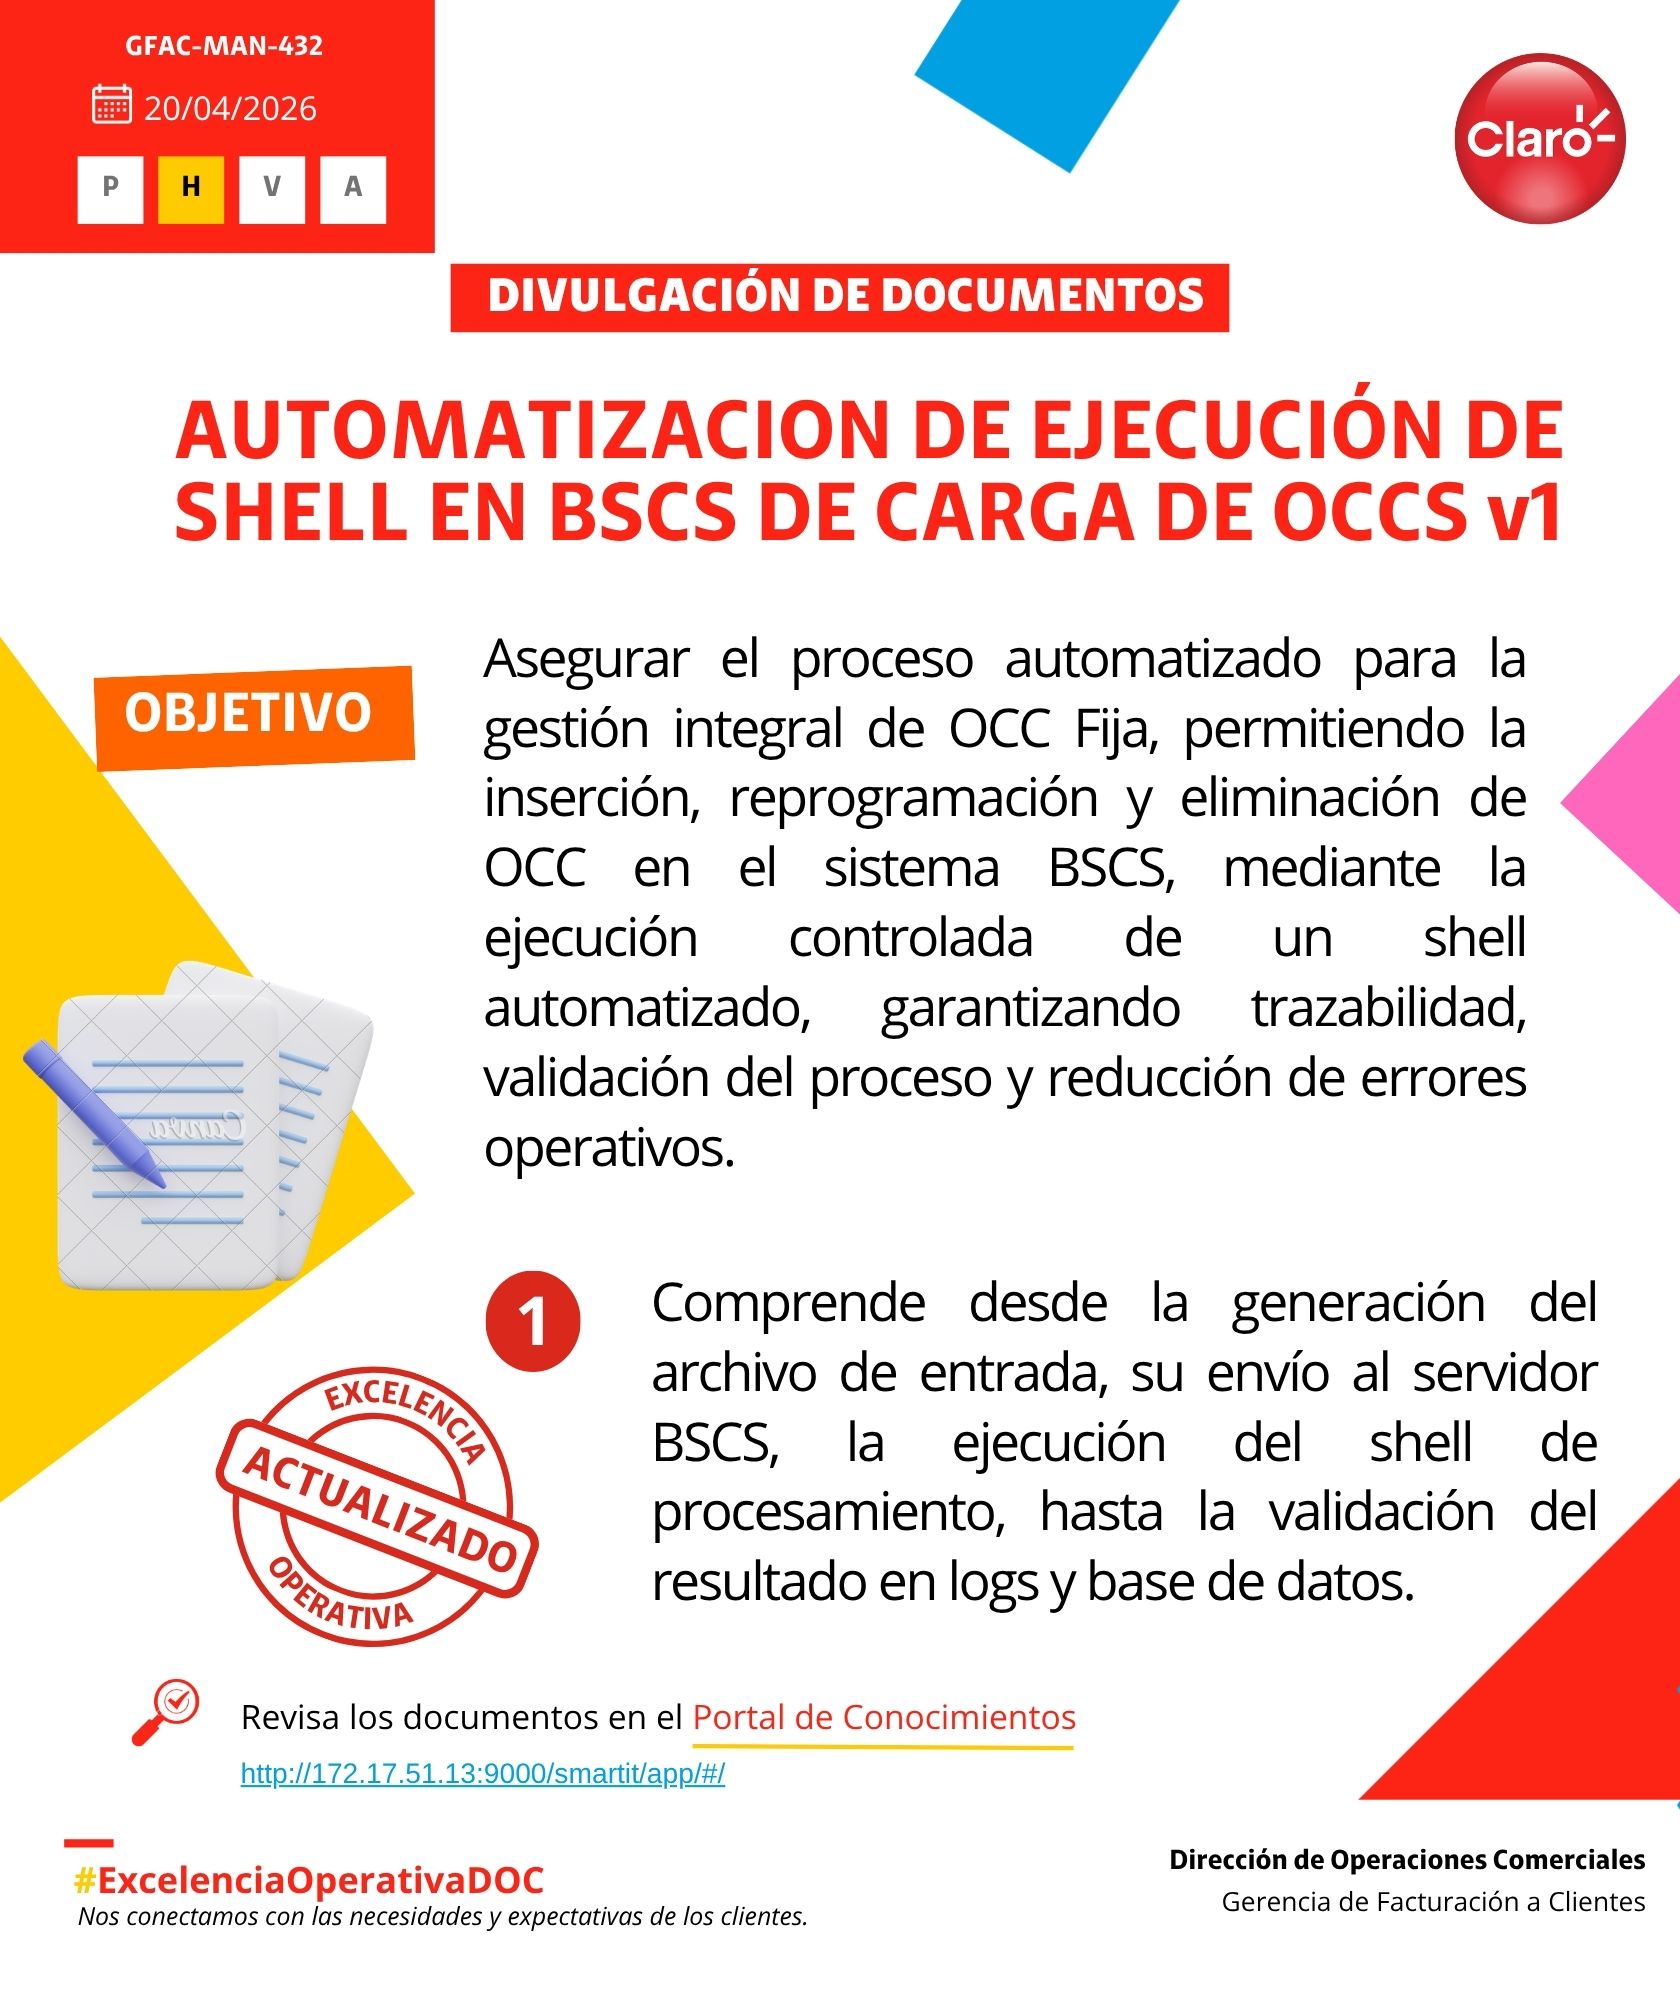 GFAC-MAN-432
20/04/2026
P H V A
Claro
DIVULGACIÓN DE DOCUMENTOS
AUTOMATIZACION DE EJECUCIÓN DE
SHELL EN BSCS DE CARGA DE OCCS v1
OBJETIVO
Asegurar el proceso automatizado para la
gestión integral de OCC Fija, permitiendo la
inserción, reprogramación y eliminación de
OCC en el sistema BSCS, mediante la
ejecución controlada de un shell
automatizado, garantizando trazabilidad,
validación del proceso y reducción de errores
operativos.
Canva
1
Comprende desde la generación del
archivo de entrada, su envío al servidor
BSCS, la ejecución del shell de
procesamiento, hasta la validación del
resultado en logs y base de datos.
EXCELENCIA
ACTUALIZADO
OPERATIVA
Revisa los documentos en el Portal de Conocimientos
http://172.17.51.13:9000/smartit/app/#/
#ExcelenciaOperativaDOC
Nos conectamos con las necesidades y expectativas de los clientes.
Dirección de Operaciones Comerciales
Gerencia de Facturación a Clientes